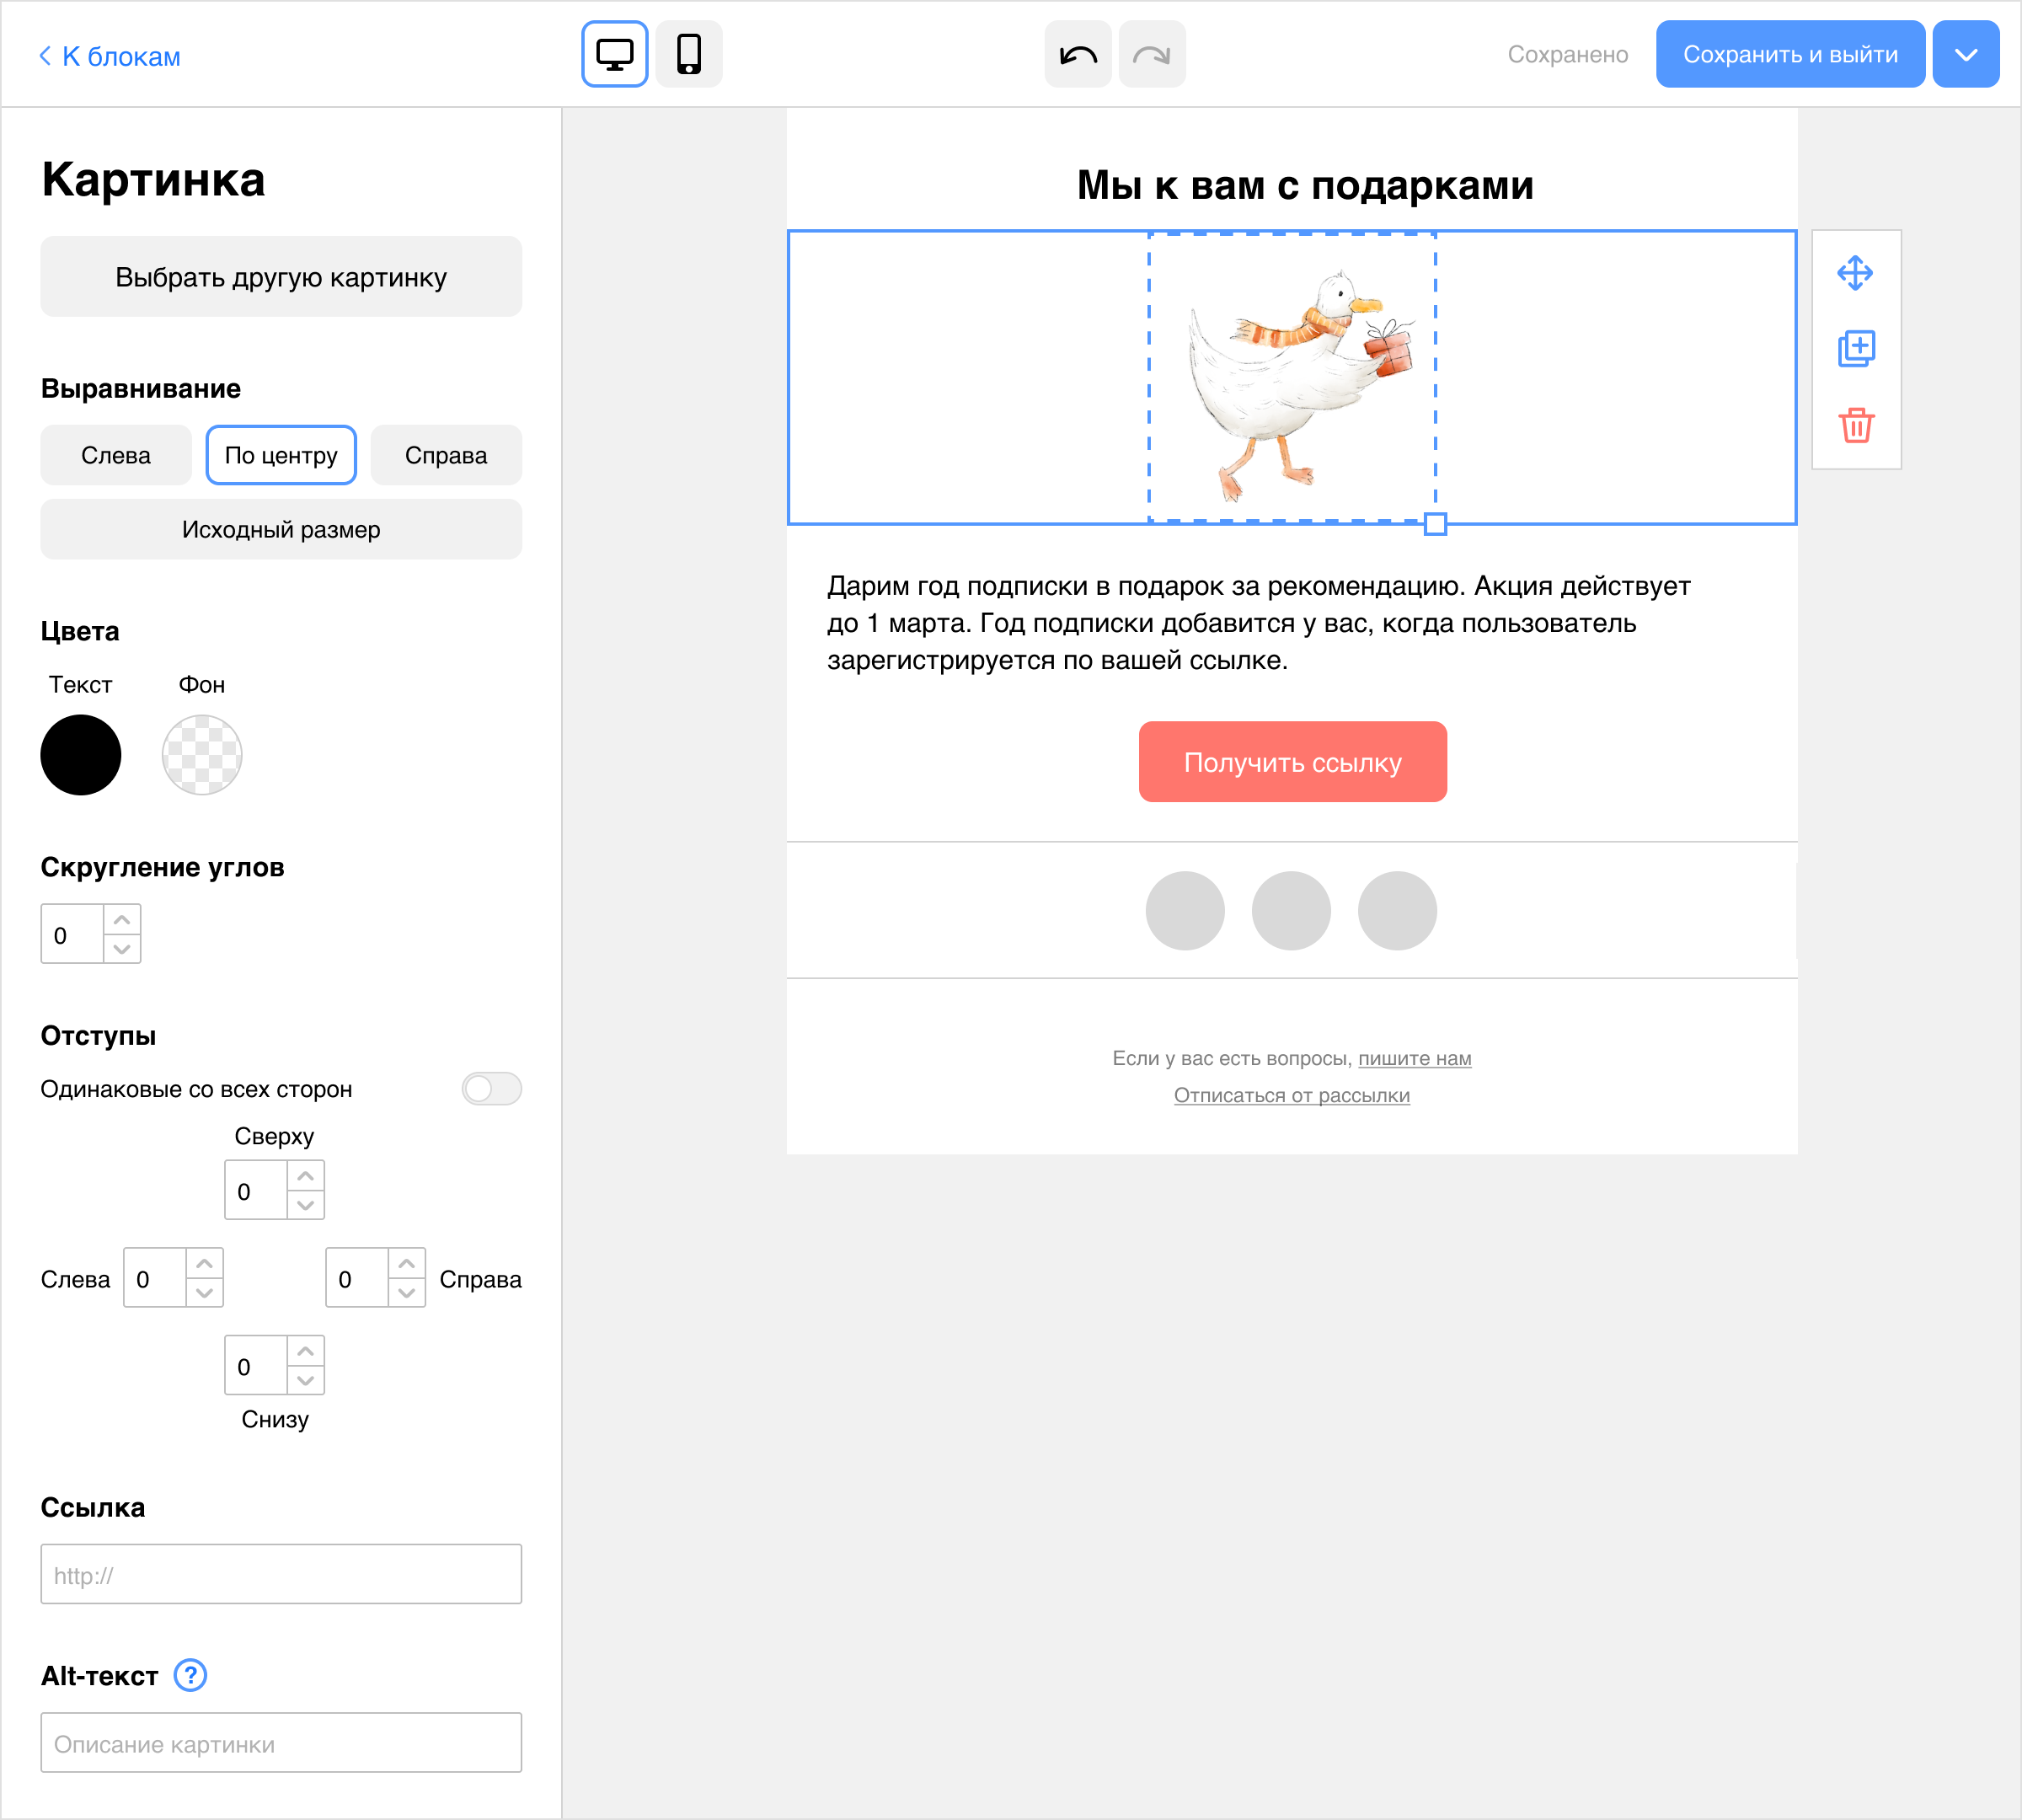 К блокам
Сохранено
Сохранить и выйти
Картинка
Выбрать другую картинку
Выравнивание
Слева
По центру
Справа
Исходный размер
Цвета
Текст
Фон
Скругление углов
0
Отступы
Одинаковые со всех сторон
Сверху
0
Слева
0
0
Справа
0
Снизу
Ссылка
http://
Alt-текст
?
Описание картинки
Мы к вам с подарками
Дарим год подписки в подарок за рекомендацию. Акция действует
до 1 марта. Год подписки добавится у вас, когда пользователь
зарегистрируется по вашей ссылке.
Получить ссылку
Если у вас есть вопросы, пишите нам
Отписаться от рассылки